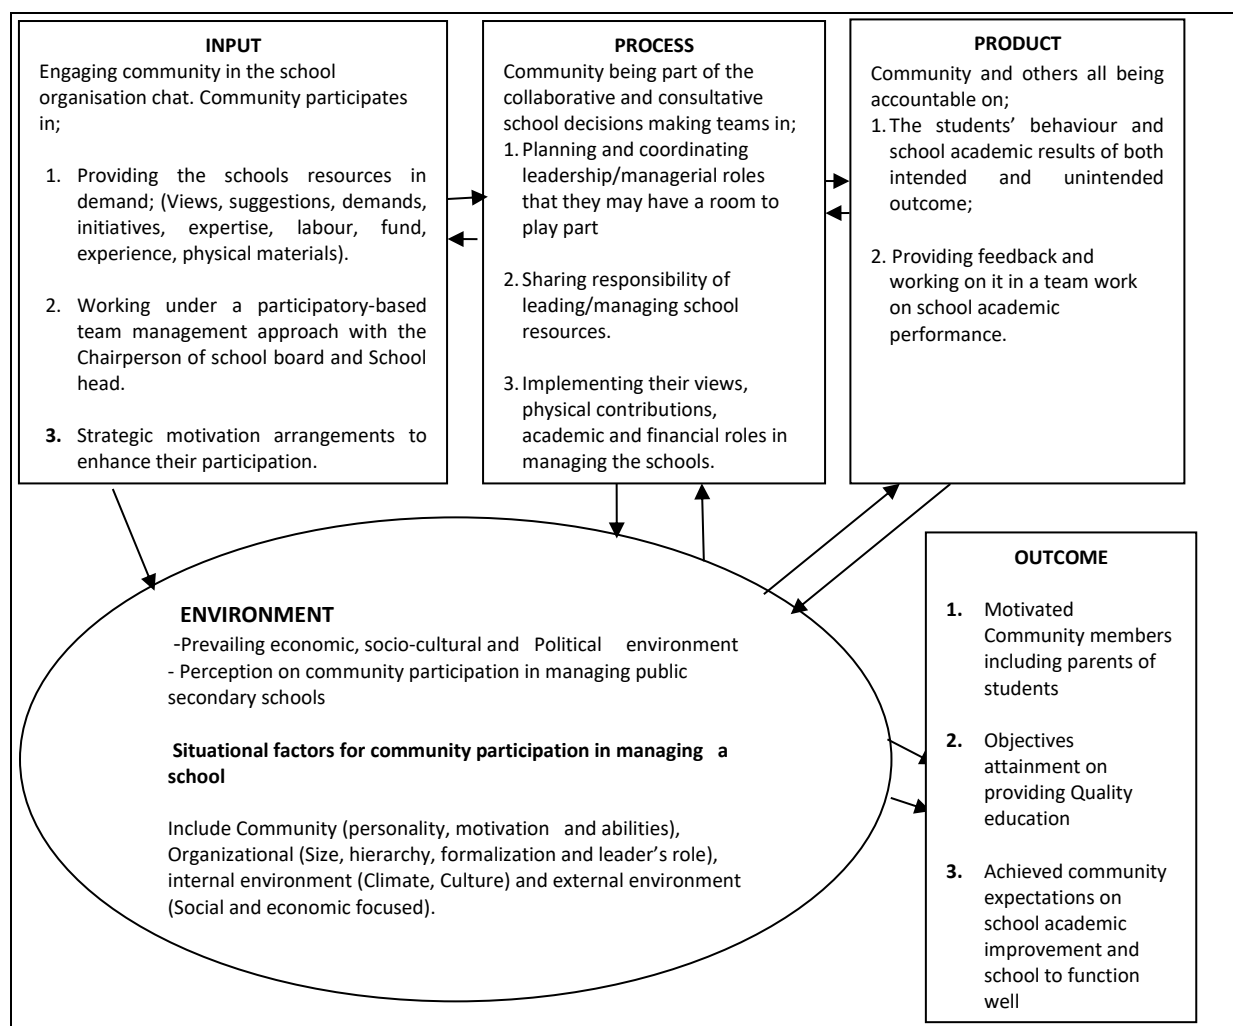 INPUT
Engaging community in the school
organisation chat. Community participates
in;
1. Providing the schools resources in
demand; (Views, suggestions, demands,
initiatives, expertise, labour, fund,
experience, physical materials).
2. Working under a participatory-based
team management approach with the
Chairperson of school board and School
head.
3. Strategic motivation arrangements to
enhance their participation.
PROCESS
Community being part of the
collaborative and consultative
school decisions making teams in;
1. Planning and coordinating
leadership/managerial roles
that they may have a room to
play part
2. Sharing responsibility of
leading/managing school
resources.
3. Implementing their views,
physical contributions,
academic and financial roles in
managing the schools.
PRODUCT
Community and others all being
accountable on;
1. The students' behaviour and
school academic results of both
intended and unintended
outcome;
2. Providing feedback and
working on it in a team work
on school academic
performance.
ENVIRONMENT
-Prevailing economic, socio-cultural and Political environment
- Perception on community participation in managing public
secondary schools
Situational factors for community participation in managing a
school
Include Community (personality, motivation and abilities),
Organizational (Size, hierarchy, formalization and leader's role),
internal environment (Climate, Culture) and external environment
(Social and economic focused).
OUTCOME
1. Motivated
Community members
including parents of
students
2. Objectives
attainment on
providing Quality
education
3. Achieved community
expectations on
school academic
improvement and
school to function
well